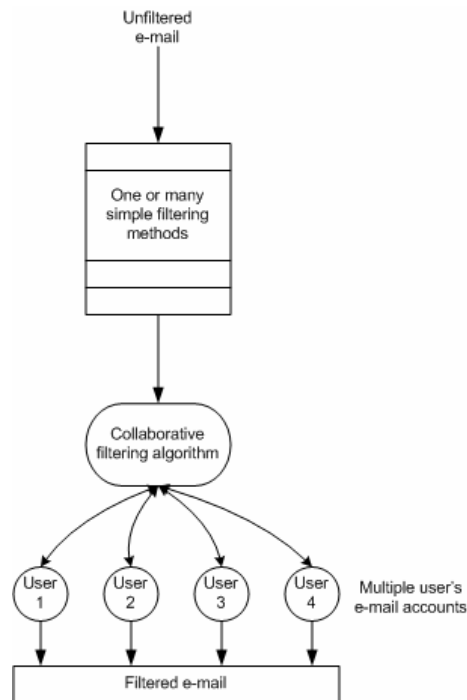 Unfiltered
e-mail
One or many
simple filtering
methods
Collaborative
filtering algorithm
User
1
User
2
User
3
User
4
Multiple user's
e-mail accounts
Filtered e-mail